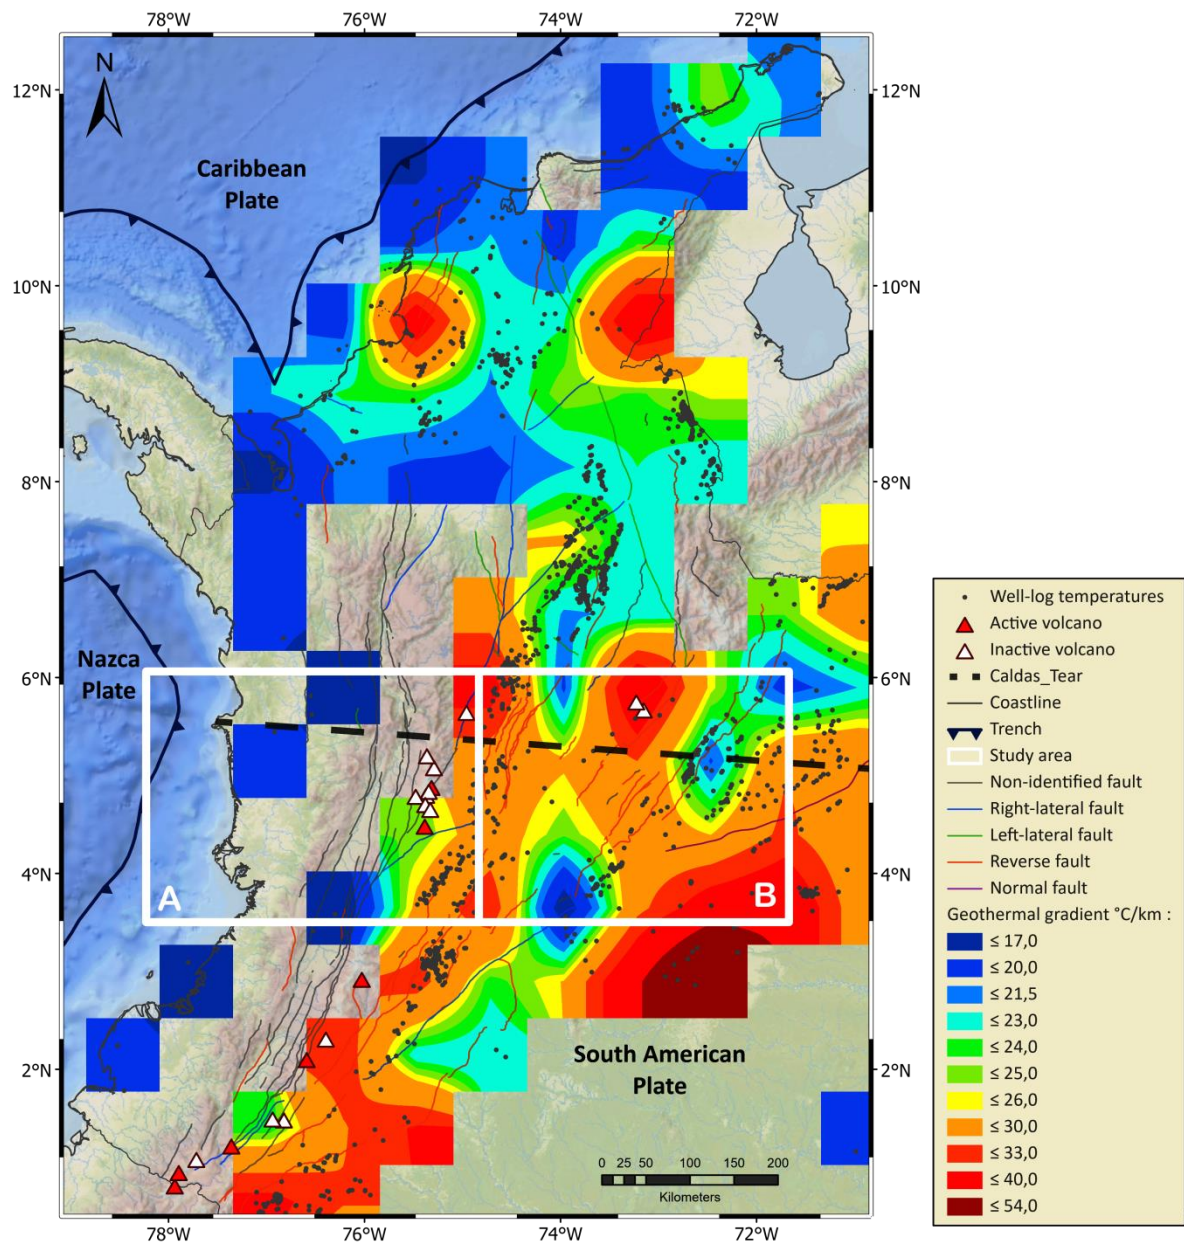 78°W 76°W 74°W 72°W
N
12°N 12°N
Caribbean
Plate
10°N 10°N
8°N 8°N
Nazca
Plate
6°N 6°N
4°N 4°N
A B
South American
Plate
2°N 2°N
0 25 50 100 150 200
Kilometers
78°W 76°W 74°W 72°W
Well-log temperatures
Active volcano
Inactive volcano
Caldas_Tear
Coastline
Trench
Study area
Non-identified fault
Right-lateral fault
Left-lateral fault
Reverse fault
Normal fault
Geothermal gradient °C/km :
≤ 17,0
≤ 20,0
≤ 21,5
≤ 23,0
≤ 24,0
≤ 25,0
≤ 26,0
≤ 30,0
≤ 33,0
≤ 40,0
≤ 54,0